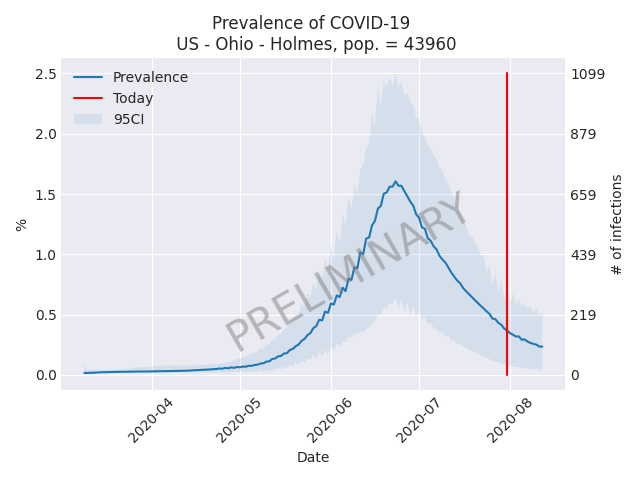 Prevalence of COVID-19
US - Ohio - Holmes, pop. = 43960
Prevalence
Today
95CI
2.5
2.0
1.5
1.0
0.5
0.0
%
1099
879
659
439
219
0
# of infections
PRELIMINARY
2020-04
2020-05
2020-06
2020-07
2020-08
Date